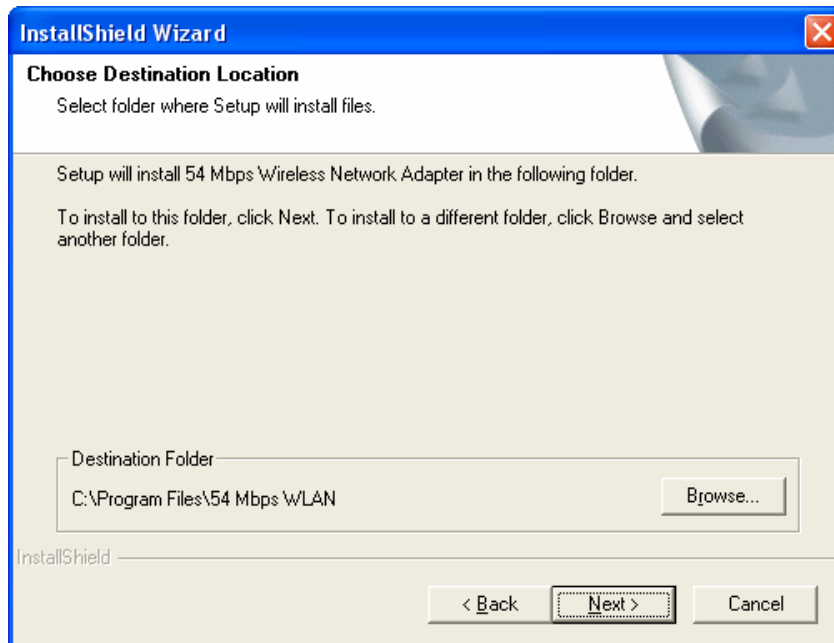 InstallShield Wizard
Choose Destination Location
Select folder where Setup will install files.
Setup will install 54 Mbps Wireless Network Adapter in the following folder.
To install to this folder, click Next. To install to a different folder, click Browse and select
another folder.
Destination Folder
C:\Program Files\54 Mbps WLAN
Browse...
InstallShield
< Back
Next >
Cancel